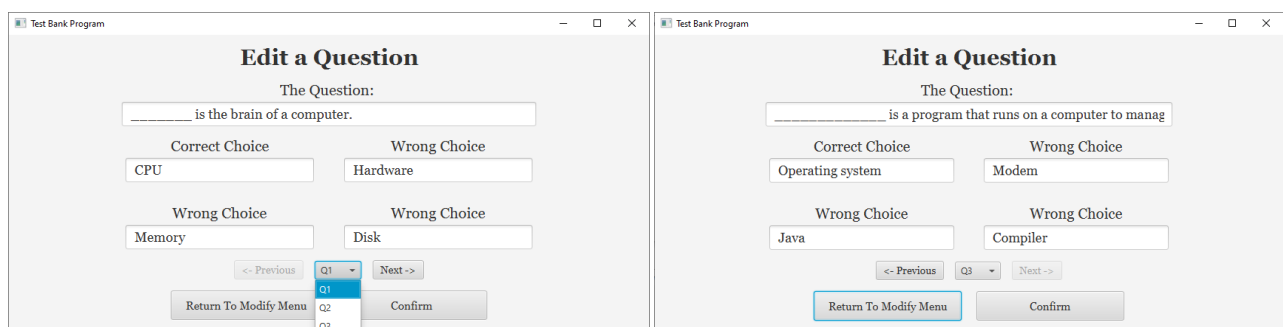 Test Bank Program
Edit a Question
The Question:
_______ is the brain of a computer.
Correct Choice Wrong Choice
CPU Hardware
Wrong Choice Wrong Choice
Memory Disk
<- Previous Q1 Next ->
Q1
Return To Modify Menu Q2 Confirm
Q3
Test Bank Program
Edit a Question
The Question:
_____________ is a program that runs on a computer to manag
Correct Choice Wrong Choice
Operating system Modem
Wrong Choice Wrong Choice
Java Compiler
<- Previous Q3 Next ->
Return To Modify Menu Confirm